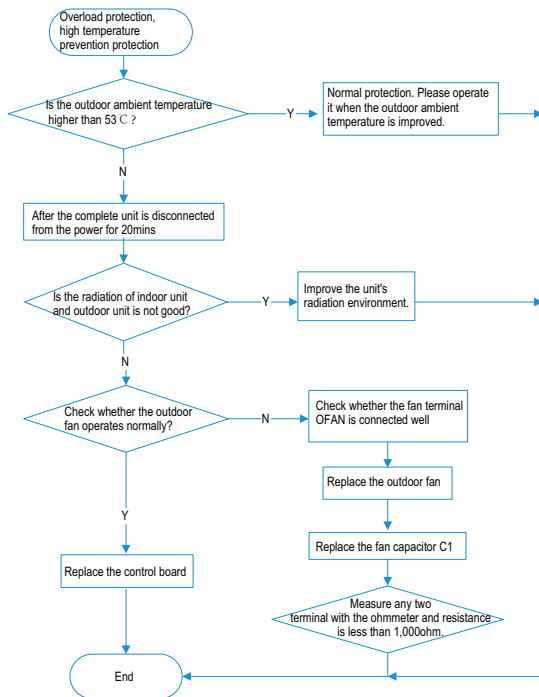 Overload protection,
high temperature
prevention protection
Is the outdoor ambient temperature
higher than 53℃?
Y
Normal protection. Please operate
it when the outdoor ambient
temperature is improved.
N
After the complete unit is disconnected
from the power for 20mins
Is the radiation of indoor unit
and outdoor unit is not good?
Y
Improve the unit's
radiation environment.
N
Check whether the outdoor
fan operates normally?
N
Check whether the fan terminal
OFAN is connected well
Replace the outdoor fan
Y
Replace the fan capacitor C1
Replace the control board
Measure any two
terminal with the ohmmeter and resistance
is less than 1,000ohm.
End